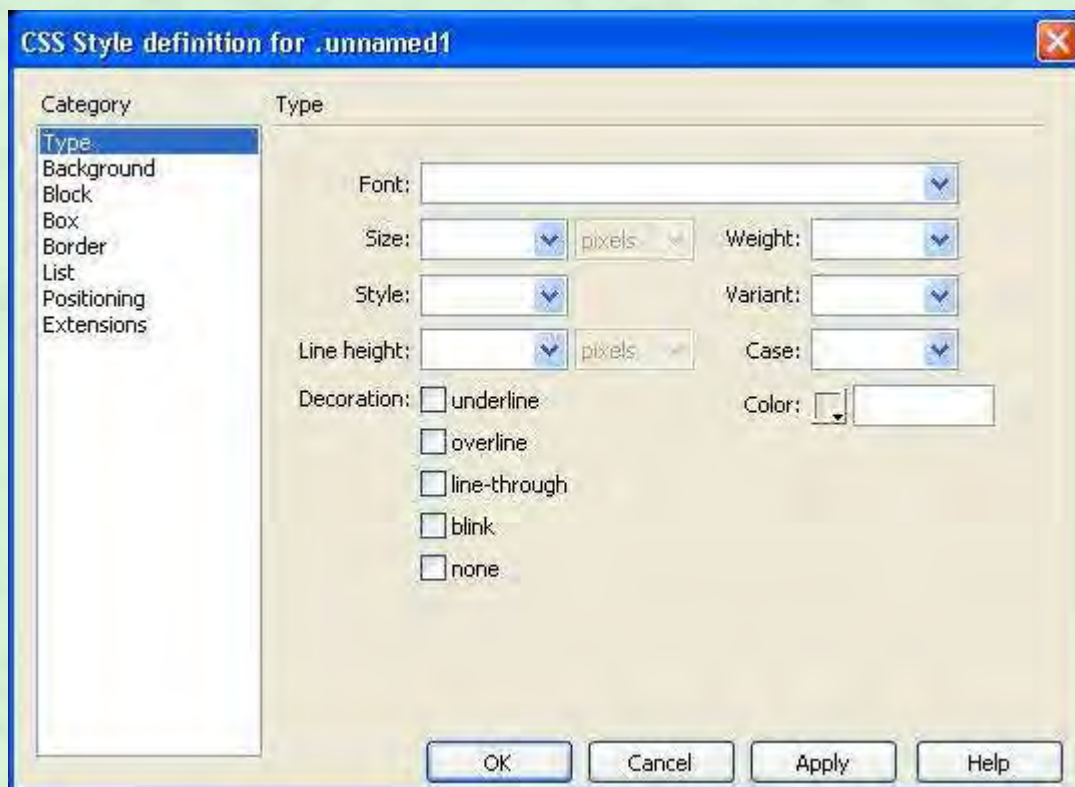 CSS Style definition for .unnamed1
Category
Type
Background
Block
Box
Border
List
Positioning
Extensions
Type
Font:
Size: pixels Weight:
Style: Variant:
Line height: pixels Case:
Decoration: underline Color:
overline
line-through
blink
none
OK Cancel Apply Help